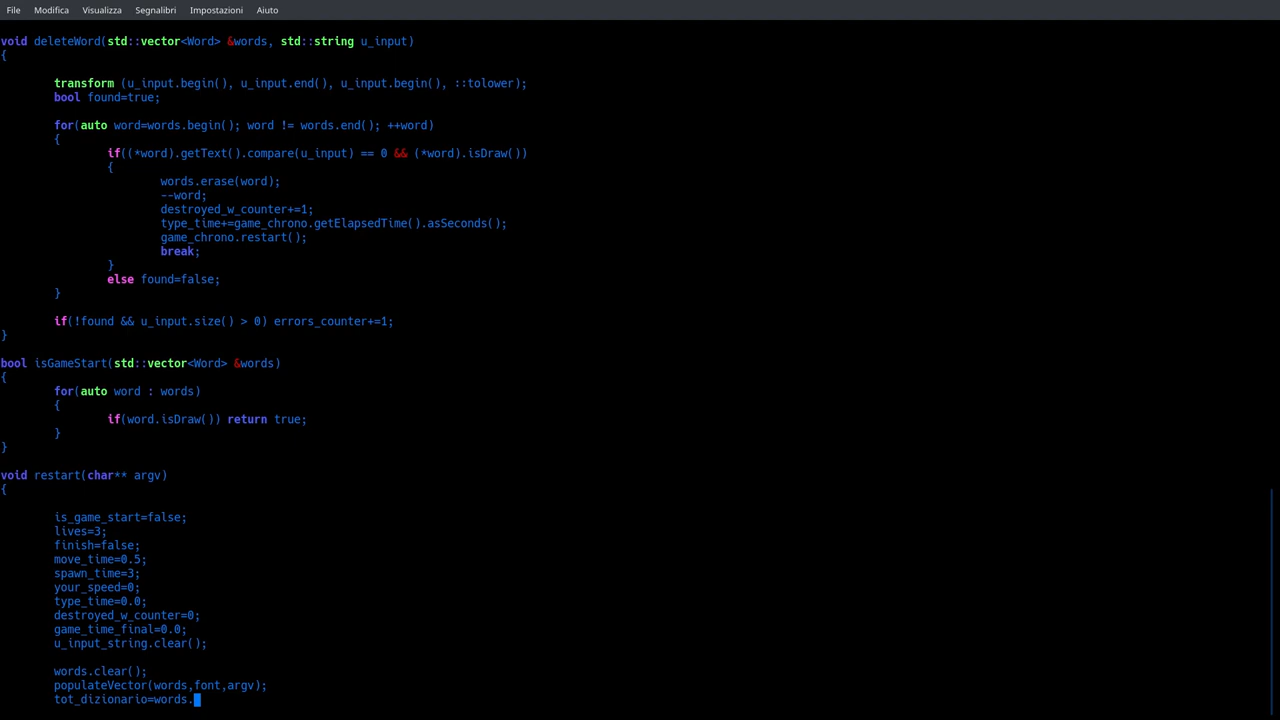 File Modifica Visualizza Segnalibri Impostazioni Aiuto
void deleteWord(std::vector<Word> &words, std::string u_input)
{
        transform (u_input.begin(), u_input.end(), u_input.begin(), ::tolower);
        bool found=true;
        for(auto word=words.begin(); word != words.end(); ++word)
        {
                if((*word).getText().compare(u_input) == 0 && (*word).isDraw())
                {
                        words.erase(word);
                        --word;
                        destroyed_w_counter+=1;
                        type_time+=game_chrono.getElapsedTime().asSeconds();
                        game_chrono.restart();
                        break;
                }
                else found=false;
        }
        if(!found && u_input.size() > 0) errors_counter+=1;
}
bool isGameStart(std::vector<Word> &words)
{
        for(auto word : words)
        {
                if(word.isDraw()) return true;
        }
}
void restart(char** argv)
{
        is_game_start=false;
        lives=3;
        finish=false;
        move_time=0.5;
        spawn_time=3;
        your_speed=0;
        type_time=0.0;
        destroyed_w_counter=0;
        game_time_final=0.0;
        u_input_string.clear();
        words.clear();
        populateVector(words,font,argv);
        tot_dizionario=words.